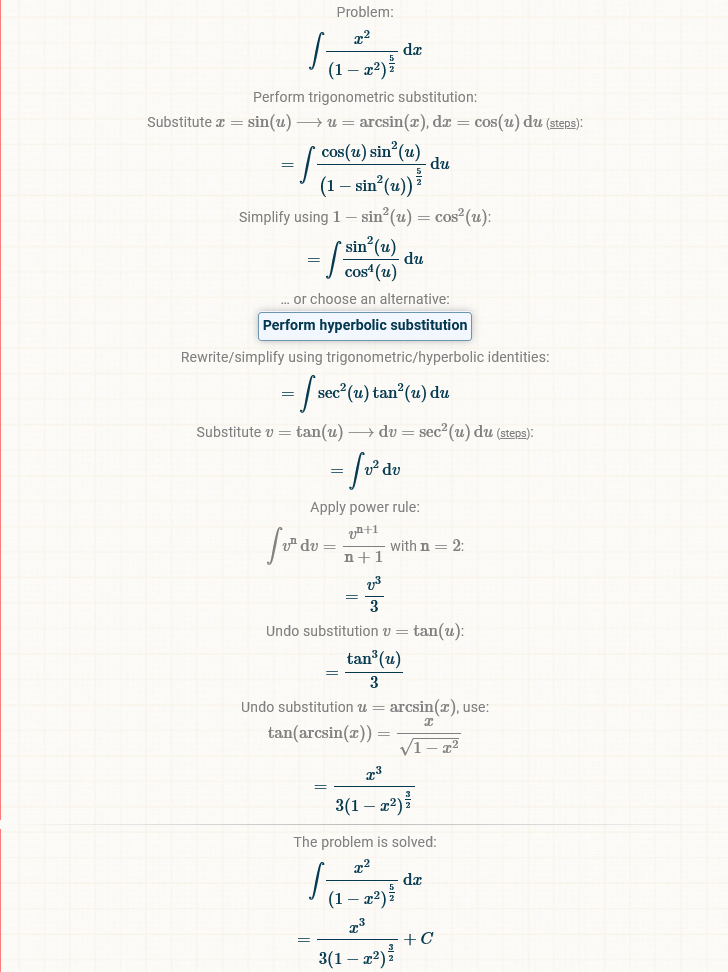 Problem:
∫ x² / (1 − x²)^(5/2) dx
Perform trigonometric substitution:
Substitute x = sin(u) ⟶ u = arcsin(x), dx = cos(u) du (steps):
= ∫ cos(u) sin²(u) / (1 − sin²(u))^(5/2) du
Simplify using 1 − sin²(u) = cos²(u):
= ∫ sin²(u) / cos⁴(u) du
… or choose an alternative:
Perform hyperbolic substitution
Rewrite/simplify using trigonometric/hyperbolic identities:
= ∫ sec²(u) tan²(u) du
Substitute v = tan(u) ⟶ dv = sec²(u) du (steps):
= ∫ v² dv
Apply power rule:
∫ vⁿ dv = vⁿ⁺¹ / (n + 1) with n = 2:
= v³ / 3
Undo substitution v = tan(u):
= tan³(u) / 3
Undo substitution u = arcsin(x), use:
tan(arcsin(x)) = x / √(1 − x²)
= x³ / 3(1 − x²)^(3/2)
The problem is solved:
∫ x² / (1 − x²)^(5/2) dx
= x³ / 3(1 − x²)^(3/2) + C